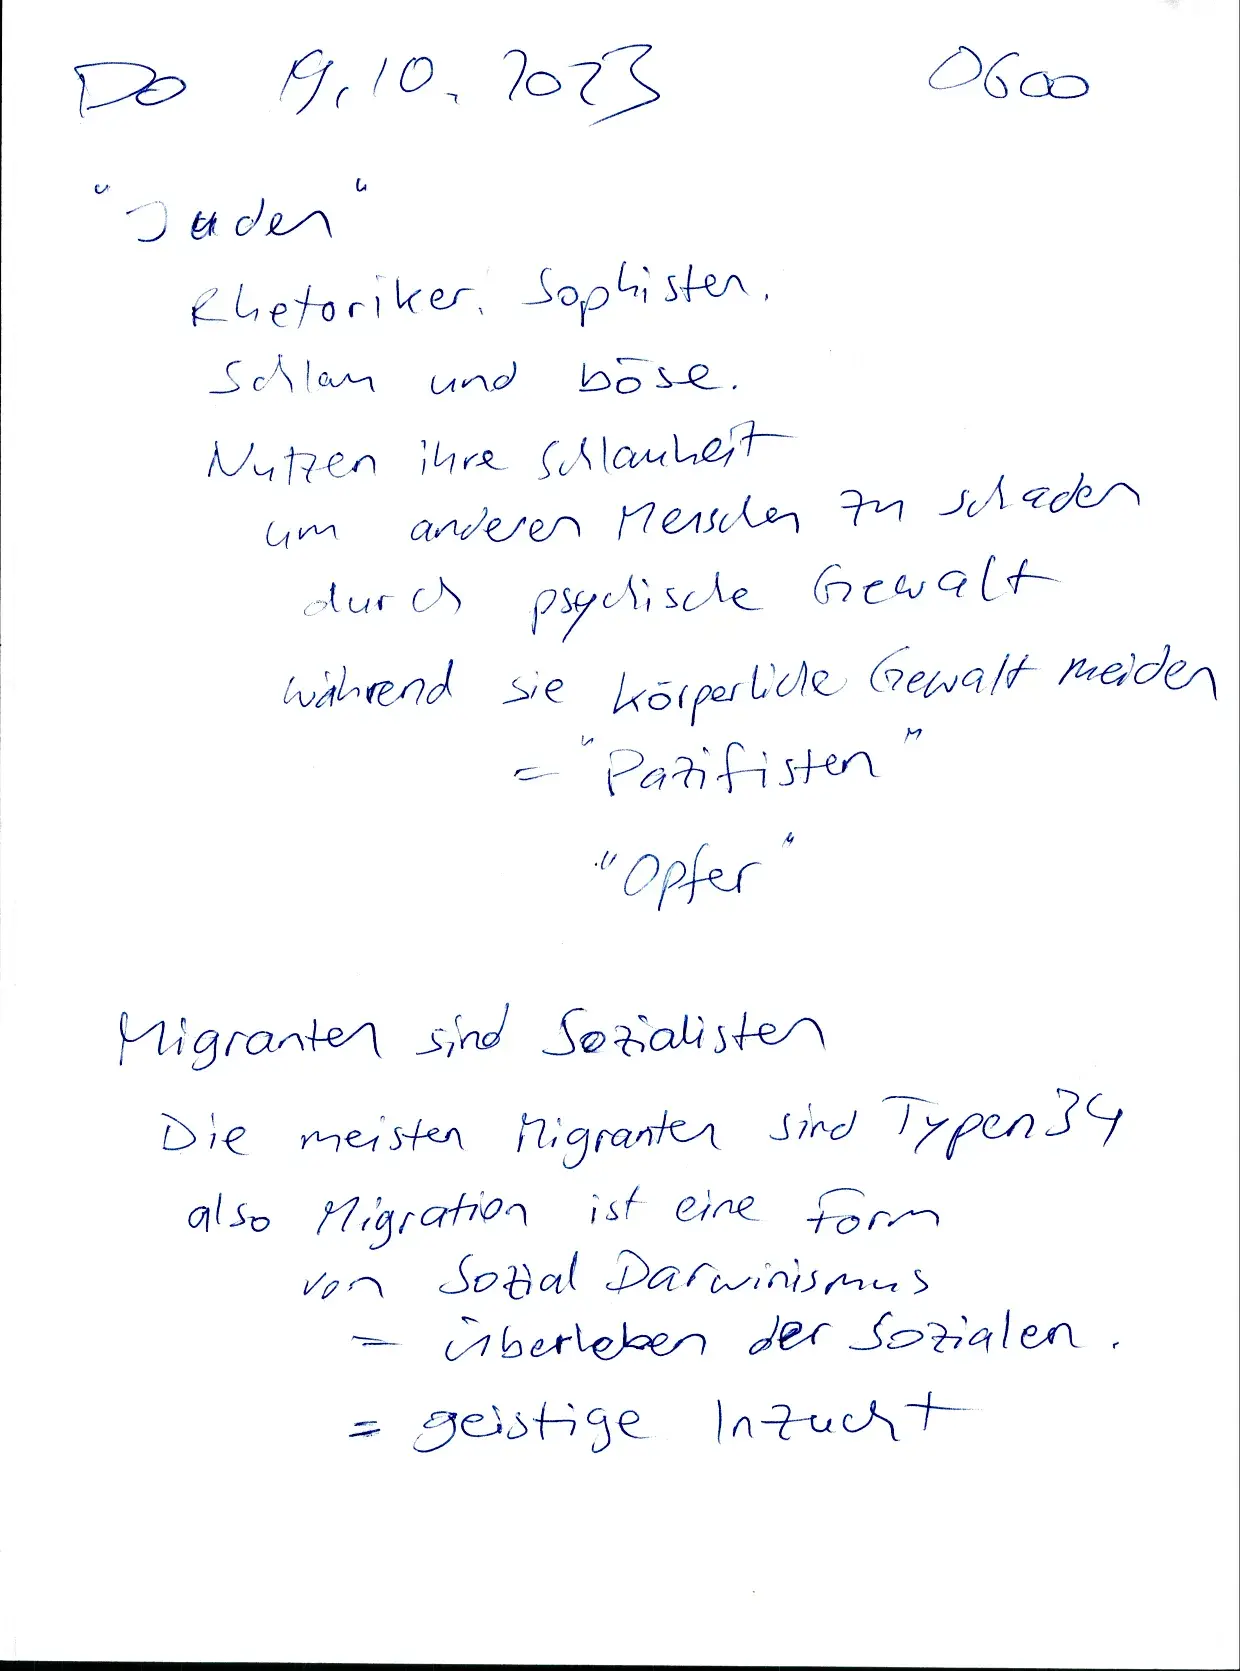 Do 19.10.2023 0600
"Juden"
Rhetoriker. Sophisten.
Schlau und böse.
Nutzen ihre Schlauheit
um anderen Menschen zu schaden
durch psychische Gewalt
während sie körperliche Gewalt meiden
= "Pazifisten"
"Opfer"
Migranten sind Sozialisten
Die meisten Migranten sind Typen 34
also Migration ist eine Form
von Sozial Darwinismus
= überleben der Sozialen.
= geistige Inzucht